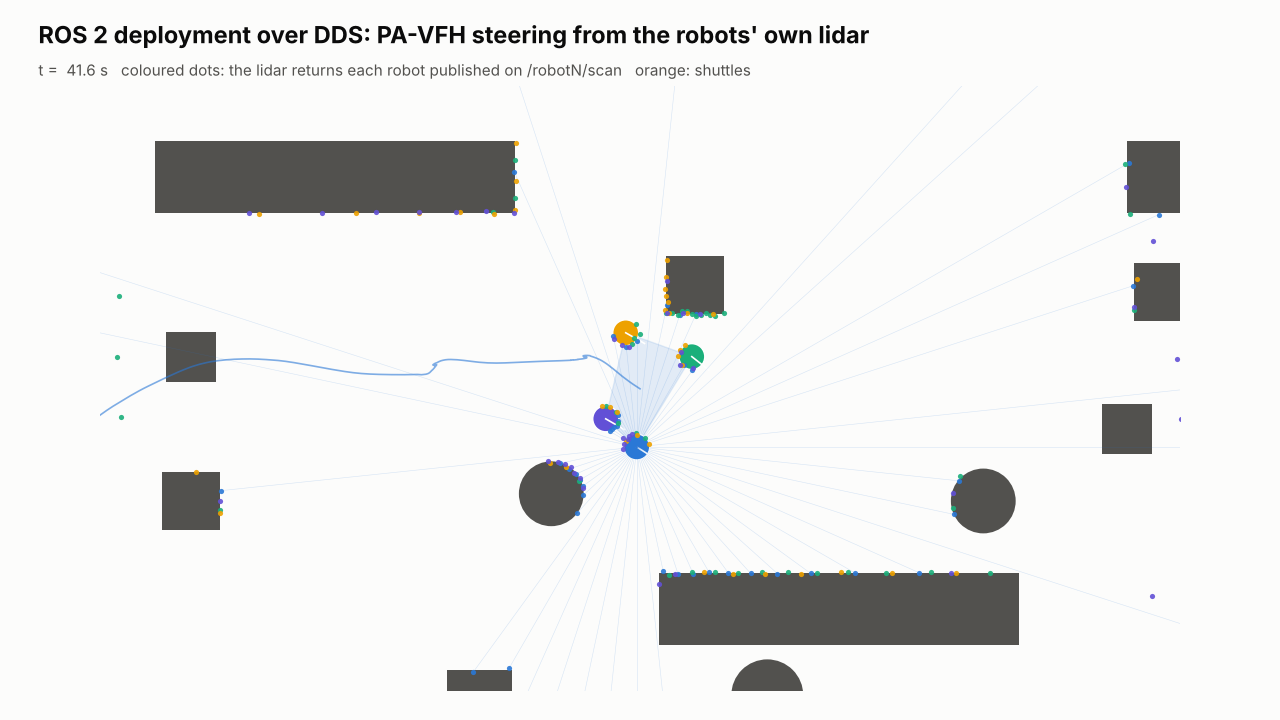 ROS 2 deployment over DDS: PA-VFH steering from the robots' own lidar
t =  41.6 s   coloured dots: the lidar returns each robot published on /robotN/scan   orange: shuttles